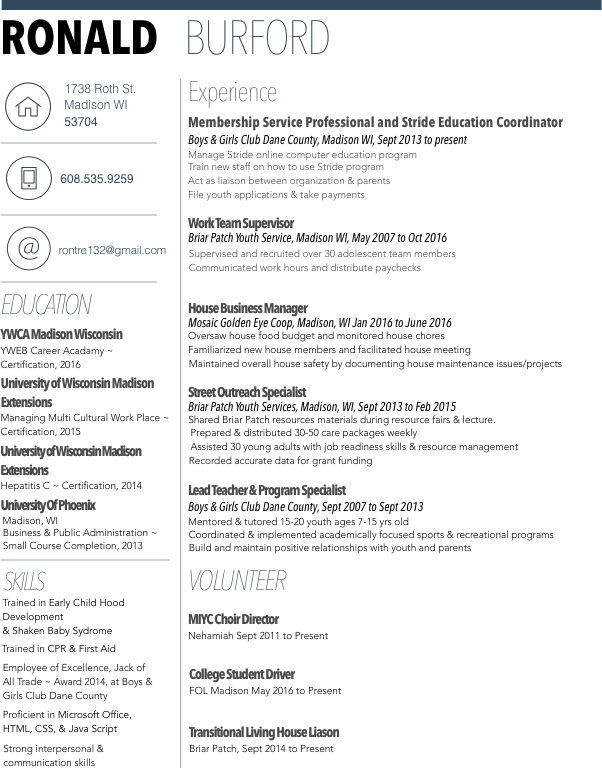 RONALD BURFORD
1738 Roth St.
Madison WI
53704
608.535.9259
@
rontre132@gmail.com
EDUCATION
YWCA Madison Wisconsin
YWEB Career Acadamy ~
Certification, 2016
University of Wisconsin Madison
Extensions
Managing Multi Cultural Work Place ~
Certification, 2015
University of Wisconsin Madison
Extensions
Hepatitis C ~ Certification, 2014
University Of Phoenix
Madison, WI
Business & Public Administration ~
Small Course Completion, 2013
SKILLS
Trained in Early Child Hood
Development
& Shaken Baby Sydrome
Trained in CPR & First Aid
Employee of Excellence, Jack of
All Trade ~ Award 2014, at Boys &
Girls Club Dane County
Proficient in Microsoft Office,
HTML, CSS, & Java Script
Strong interpersonal &
communication skills
Experience
Membership Service Professional and Stride Education Coordinator
Boys & Girls Club Dane County, Madison WI, Sept 2013 to present
Manage Stride online computer education program
Train new staff on how to use Stride program
Act as liaison between organization & parents
File youth applications & take payments
Work Team Supervisor
Briar Patch Youth Service, Madison WI, May 2007 to Oct 2016
Supervised and recruited over 30 adolescent team members
Communicated work hours and distribute paychecks
House Business Manager
Mosaic Golden Eye Coop, Madison, WI Jan 2016 to June 2016
Oversaw house food budget and monitored house chores
Familiarized new house members and facilitated house meeting
Maintained overall house safety by documenting house maintenance issues/projects
Street Outreach Specialist
Briar Patch Youth Services, Madison, WI, Sept 2013 to Feb 2015
Shared Briar Patch resources materials during resource fairs & lecture.
Prepared & distributed 30-50 care packages weekly
Assisted 30 young adults with job readiness skills & resource management
Recorded accurate data for grant funding
Lead Teacher & Program Specialist
Boys & Girls Club Dane County, Sept 2007 to Sept 2013
Mentored & tutored 15-20 youth ages 7-15 yrs old
Coordinated & implemented academically focused sports & recreational programs
Build and maintain positive relationships with youth and parents
VOLUNTEER
MIYC Choir Director
Nehamiah Sept 2011 to Present
College Student Driver
FOL Madison May 2016 to Present
Transitional Living House Liason
Briar Patch, Sept 2014 to Present